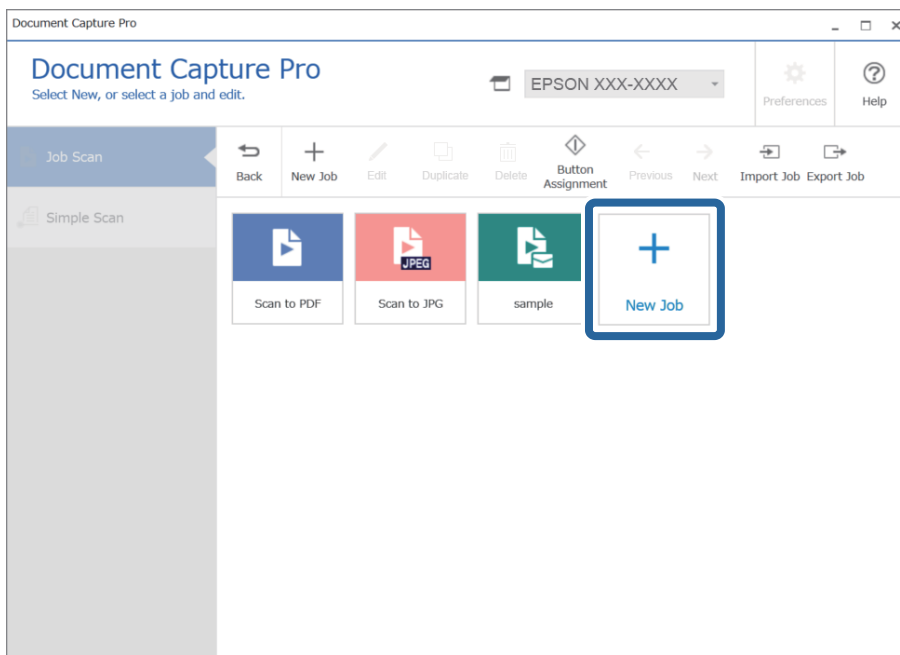 Document Capture Pro
Document Capture Pro
Select New, or select a job and edit.
EPSON XXX-XXXX
Preferences
Help
Job Scan
Simple Scan
Back
New Job
Edit
Duplicate
Delete
Button
Assignment
Previous
Next
Import Job
Export Job
JPEG
Scan to PDF
Scan to JPG
sample
New Job